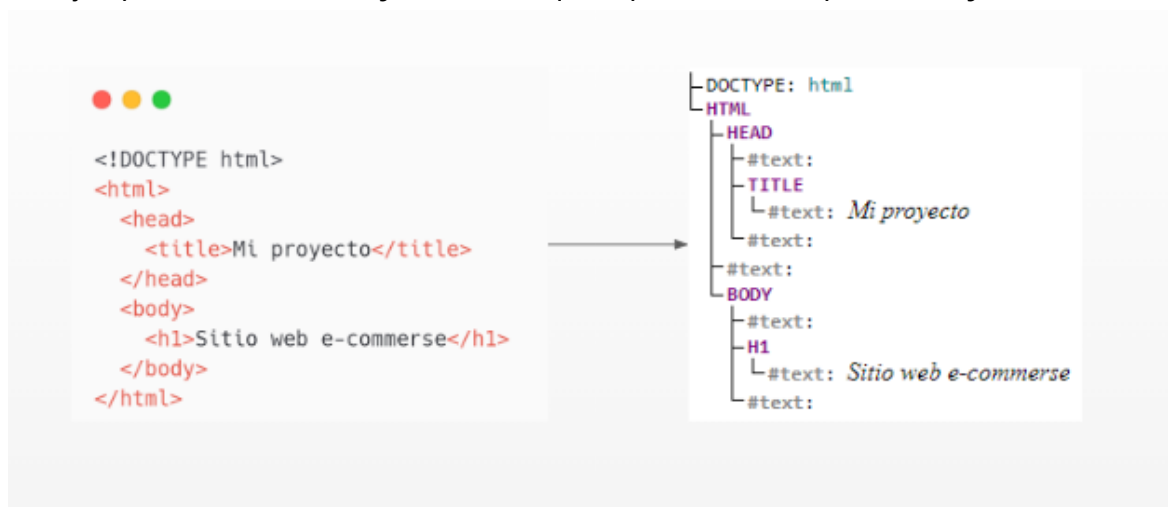 <!DOCTYPE html>
<html>
<head>
<title>Mi proyecto</title>
</head>
<body>
<h1>Sitio web e-commerse</h1>
</body>
</html>
DOCTYPE: html
HTML
HEAD
#text:
TITLE
#text: Mi proyecto
#text:
#text:
BODY
#text:
H1
#text: Sitio web e-commerse
#text: